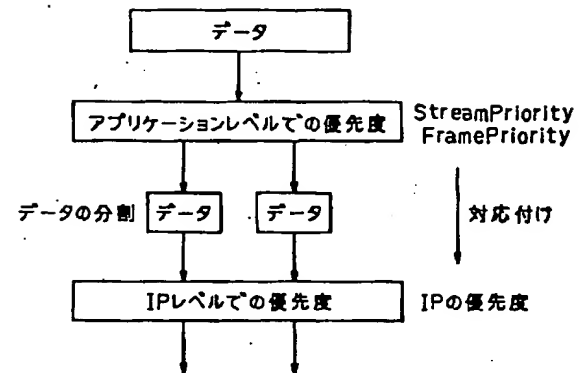 データ
アプリケーションレベルでの優先度
StreamPriority
FramePriority
データの分割
データ
データ
対応付け
IPレベルでの優先度
IPの優先度